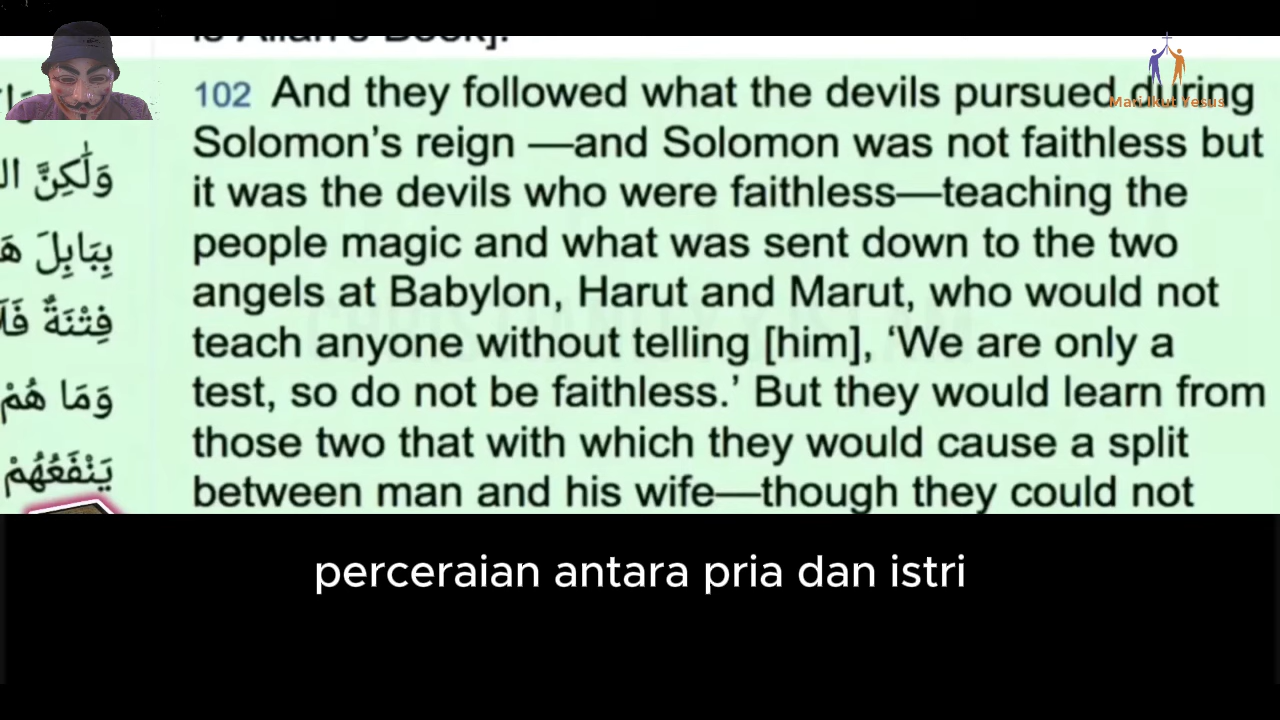 is Allah's Book].
102 And they followed what the devils pursued during
Solomon's reign —and Solomon was not faithless but
it was the devils who were faithless—teaching the
people magic and what was sent down to the two
angels at Babylon, Harut and Marut, who would not
teach anyone without telling [him], ‘We are only a
test, so do not be faithless.’ But they would learn from
those two that with which they would cause a split
between man and his wife—though they could not
وَلَٰكِنَّ
بِبَابِلَ
فِتْنَةٌ
وَمَا هُمْ
يَنْفَعُهُمْ
Mari Ikut Yesus
perceraian antara pria dan istri